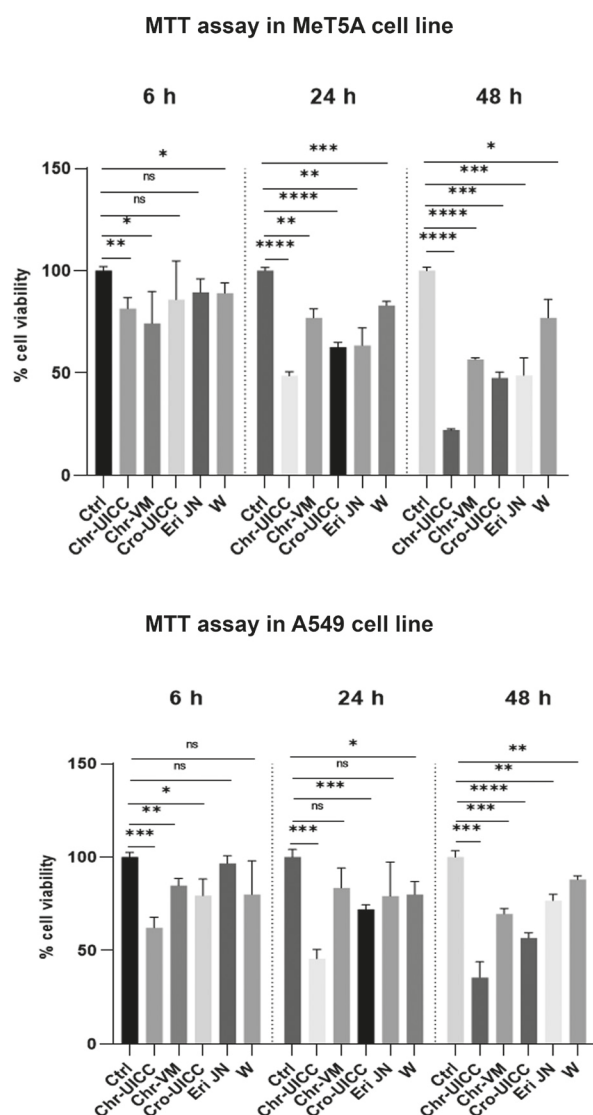 MTT assay in MeT5A cell line
6 h 24 h 48 h
* *** *
ns ** ***
ns **** ***
* ** ****
** **** ****
150
100
50
0
% cell viability
Ctrl Chr-UICC Chr-VM Cro-UICC Eri JN W Ctrl Chr-UICC Chr-VM Cro-UICC Eri JN W Ctrl Chr-UICC Chr-VM Cro-UICC Eri JN W
MTT assay in A549 cell line
6 h 24 h 48 h
ns * **
ns ns **
* *** ****
** ns ***
*** *** ***
150
100
50
0
% cell viability
Ctrl Chr-UICC Chr-VM Cro-UICC Eri JN W Ctrl Chr-UICC Chr-VM Cro-UICC Eri JN W Ctrl Chr-UICC Chr-VM Cro-UICC Eri JN W